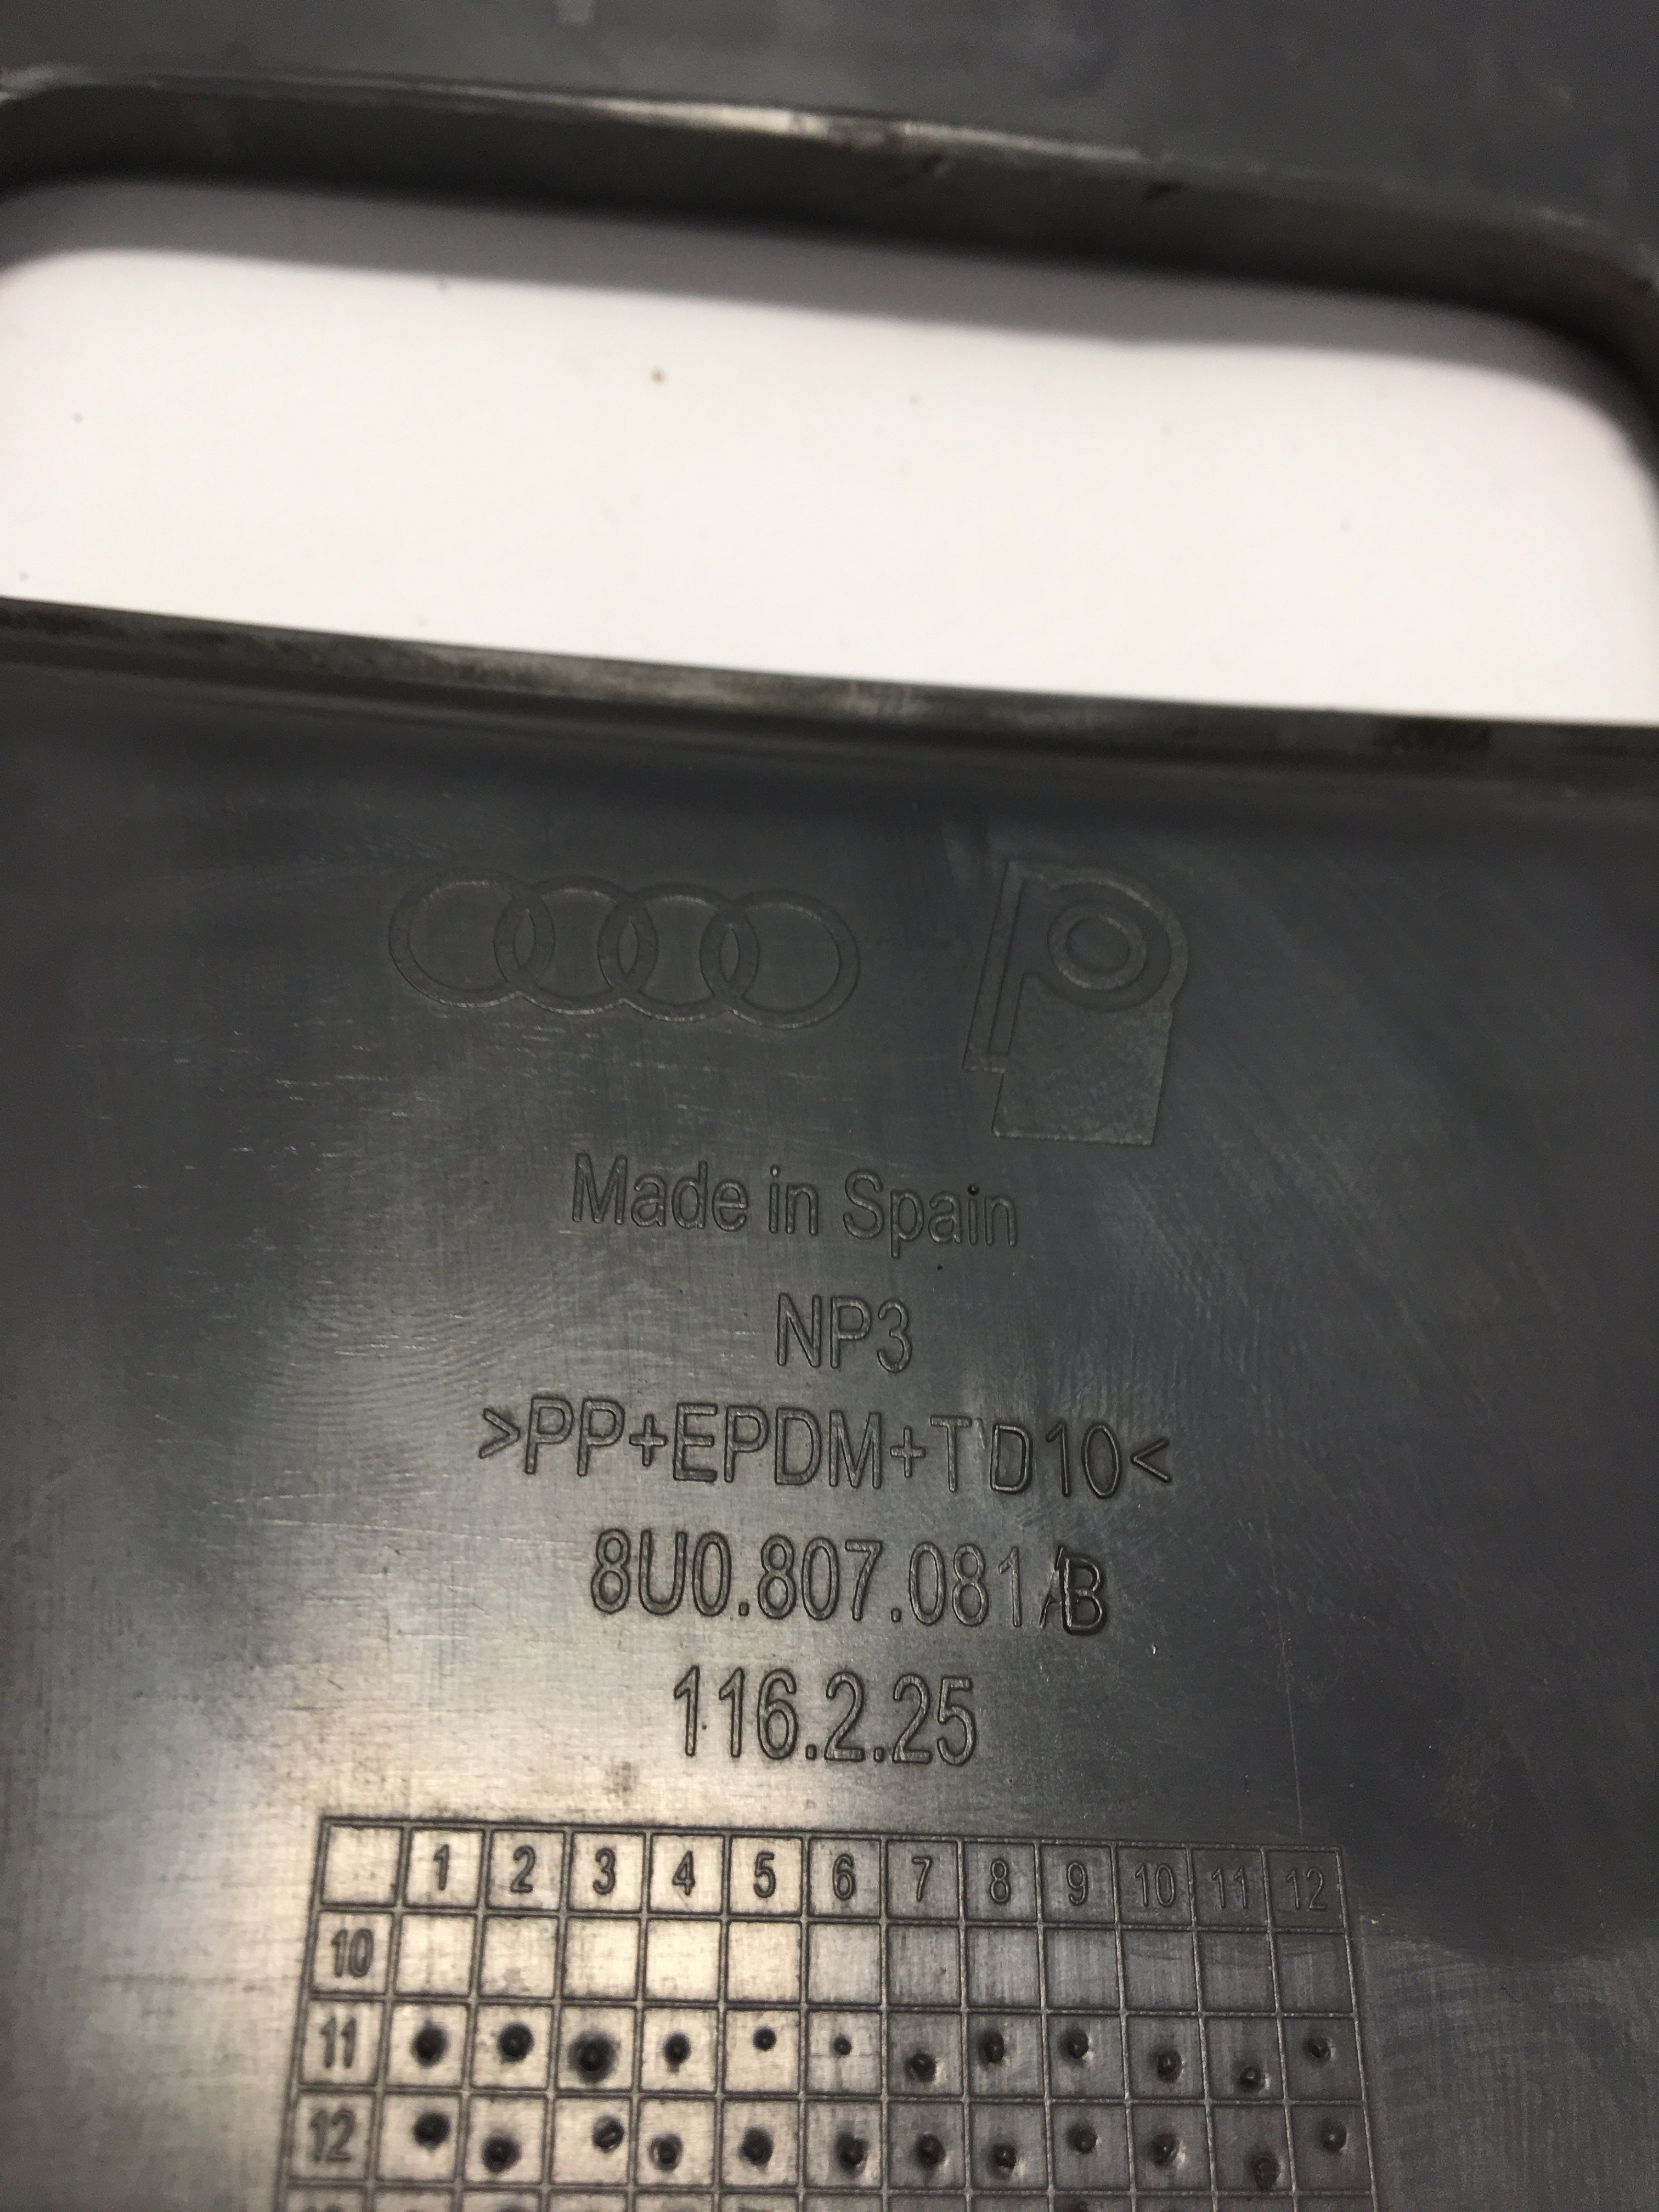 Made in Spain
NP3
>PP+EPDM+TD10<
8U0.807.081 B
116.2.25
1 2 3 4 5 6 7 8 9 10 11 12
10
11
12